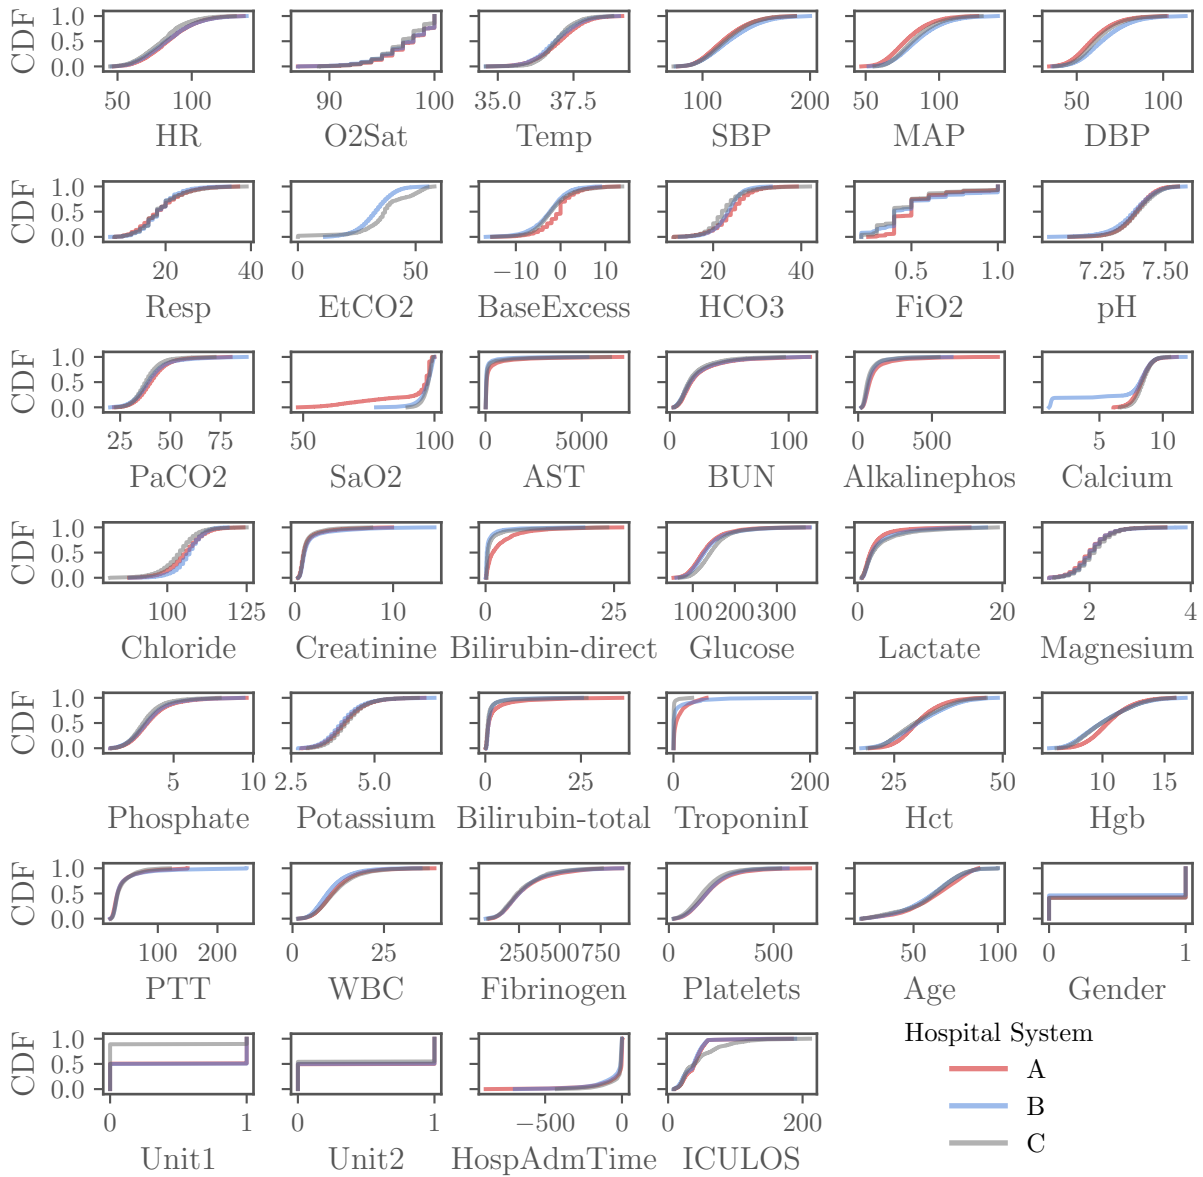 CDF
1.0
0.5
0.0
50 100
HR
90 100
O2Sat
35.0 37.5
Temp
100 200
SBP
50 100
MAP
50 100
DBP
CDF
1.0
0.5
0.0
20 40
Resp
0 50
EtCO2
−10 0 10
BaseExcess
20 40
HCO3
0.5 1.0
FiO2
7.25 7.50
pH
CDF
1.0
0.5
0.0
25 50 75
PaCO2
50 100
SaO2
0 5000
AST
0 100
BUN
0 500
Alkalinephos
5 10
Calcium
CDF
1.0
0.5
0.0
100 125
Chloride
0 10
Creatinine
0 25
Bilirubin-direct
100 200 300
Glucose
0 20
Lactate
2 4
Magnesium
CDF
1.0
0.5
0.0
5 10
Phosphate
2.5 5.0
Potassium
0 25
Bilirubin-total
0 200
TroponinI
25 50
Hct
10 15
Hgb
CDF
1.0
0.5
0.0
100 200
PTT
0 25
WBC
250 500 750
Fibrinogen
0 500
Platelets
50 100
Age
0 1
Gender
CDF
1.0
0.5
0.0
0 1
Unit1
0 1
Unit2
−500 0
HospAdmTime
0 200
ICULOS
Hospital System
A
B
C